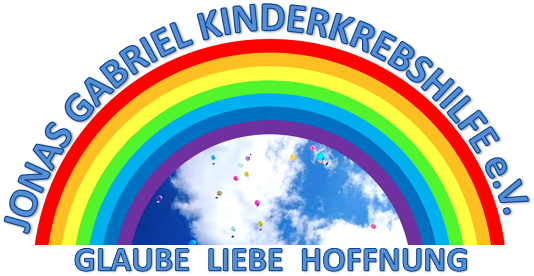 JONAS GABRIEL KINDERKREBSHILFE e.V.
GLAUBE LIEBE HOFFNUNG